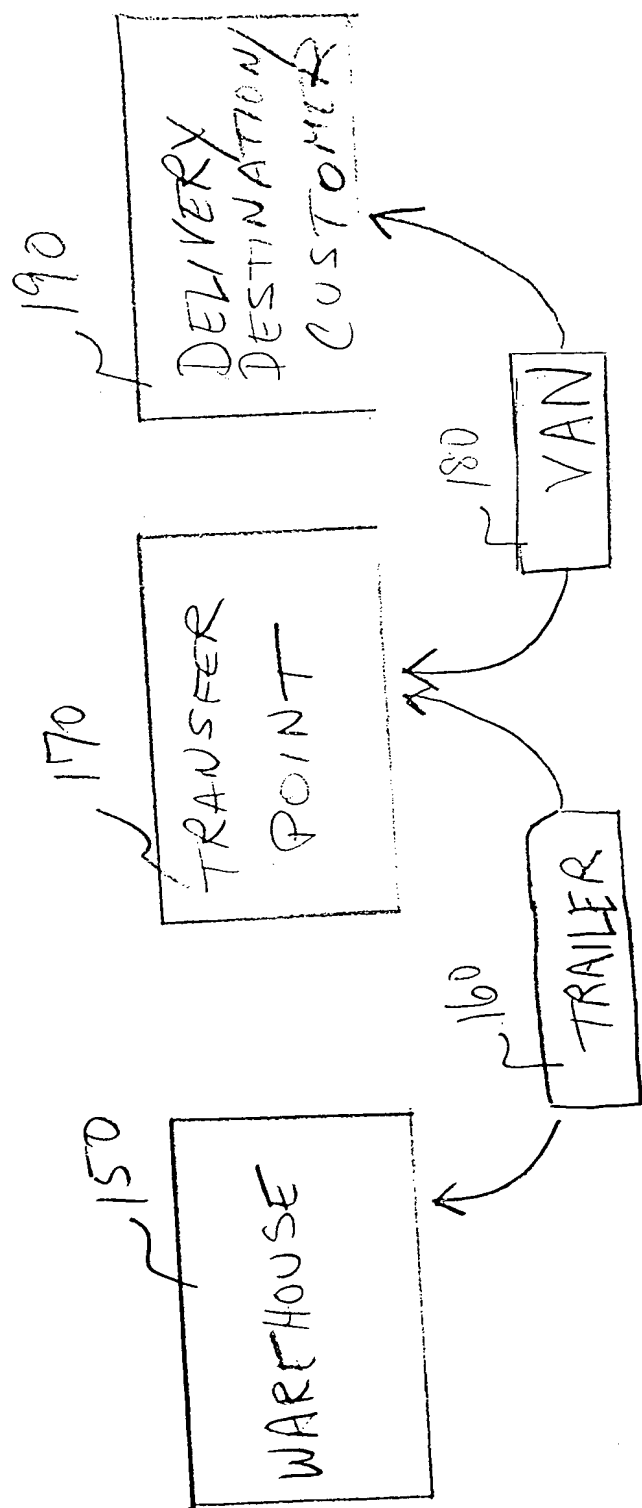 150
WAREHOUSE
160
TRAILER
170
TRANSFER
POINT
180
VAN
190
DELIVERY
DESTINATION/
CUSTOMER